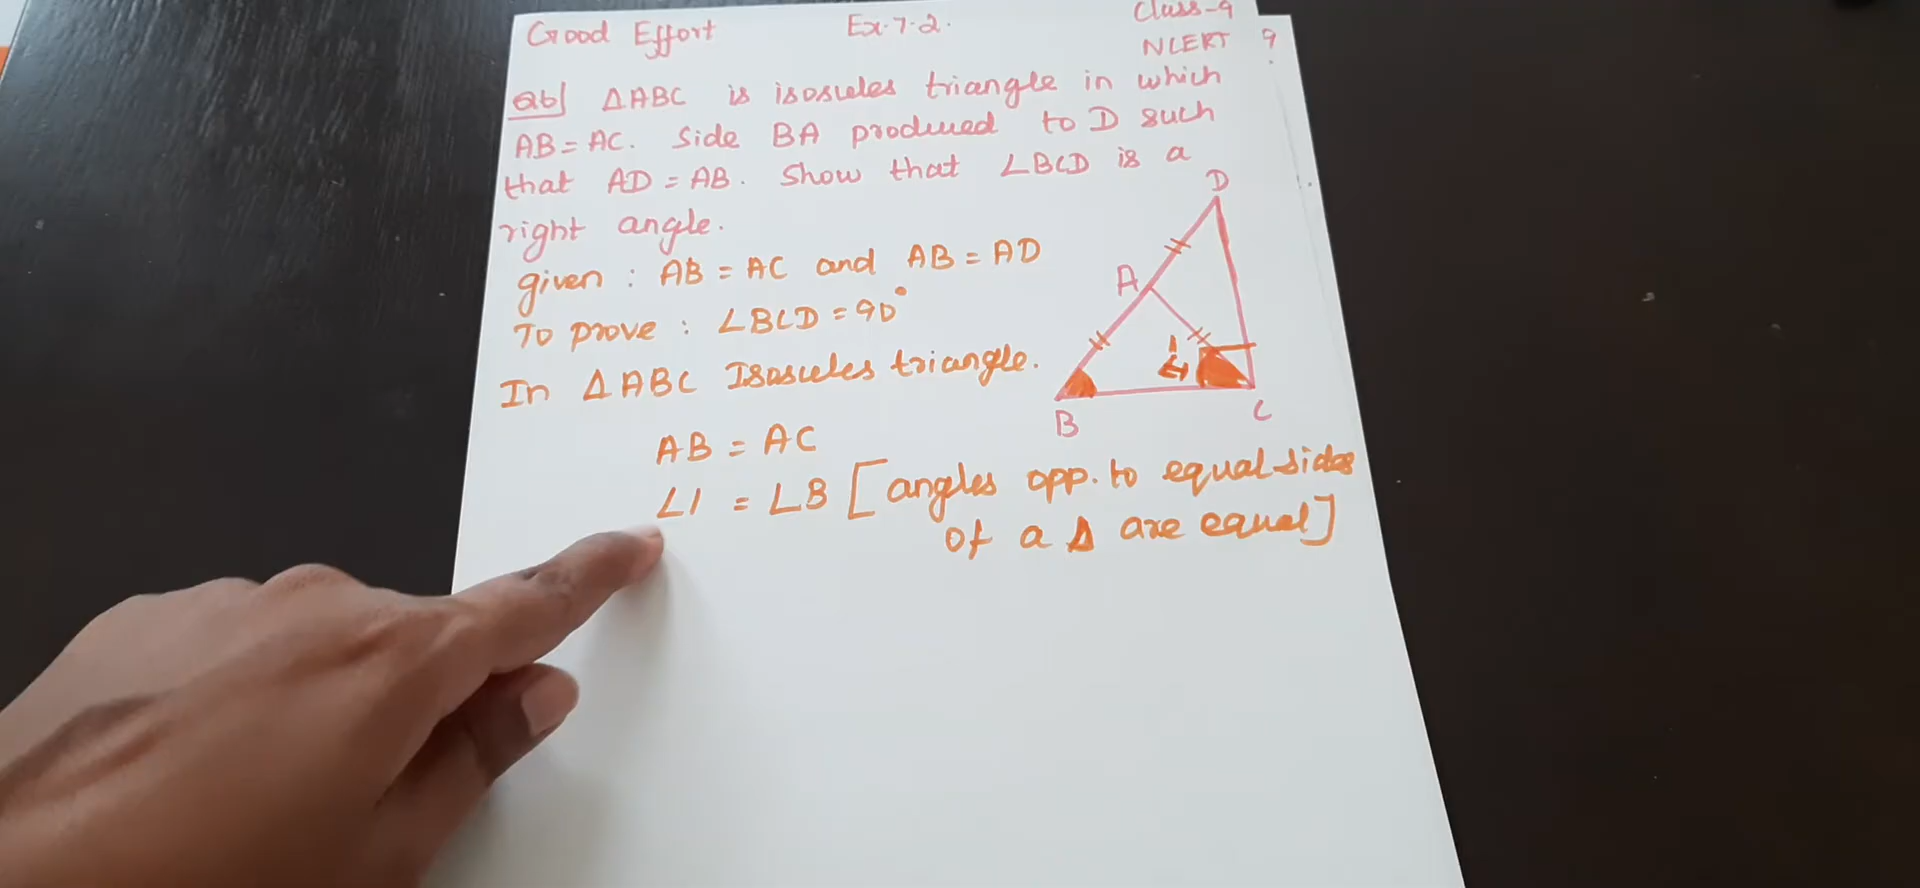 Good Effort Ex.7.2. Class-9
NCERT 9
Q6] ΔABC is isosceles triangle in which
AB = AC. Side BA produced to D such
that AD = AB. Show that ∠BCD is a
right angle.
given : AB = AC and AB = AD
To prove : ∠BCD = 90°
In ΔABC Isosceles triangle.
AB = AC
∠1 = ∠B [angles opp. to equal sides
of a Δ are equal]
D
A
B
C